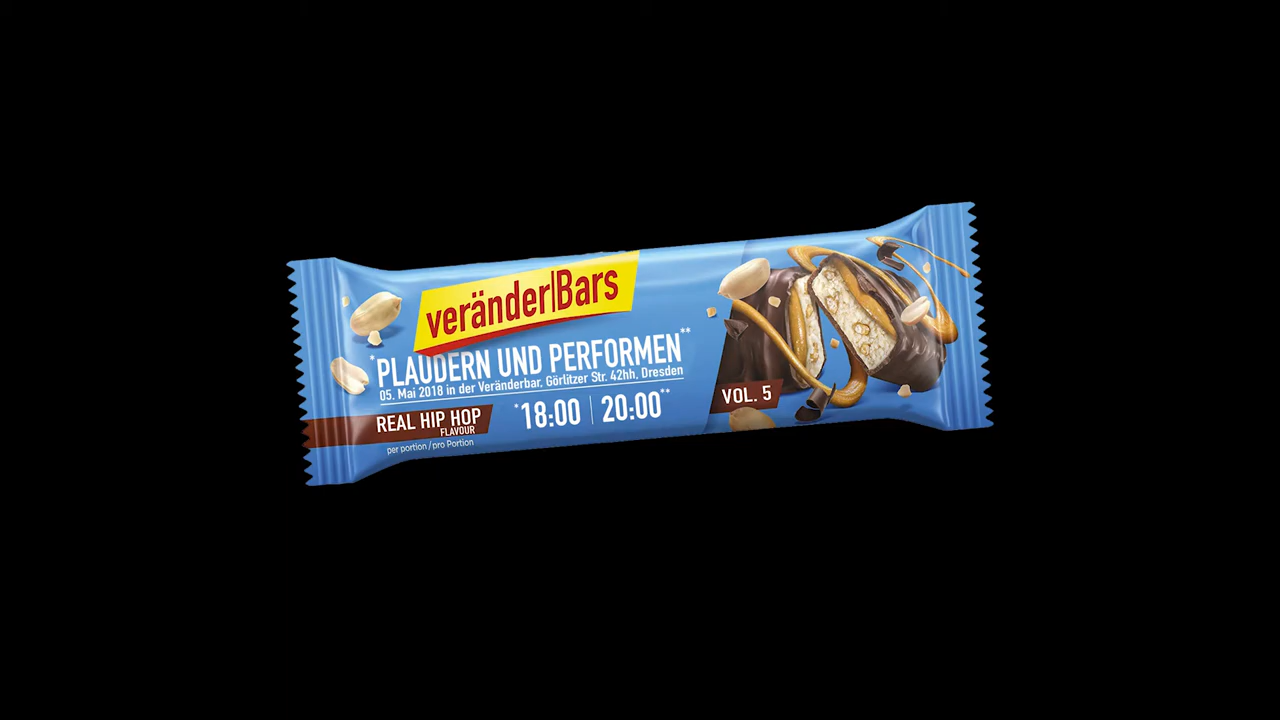 veränder|Bars
*PLAUDERN UND PERFORMEN**
05. Mai 2018 in der Veränderbar, Görlitzer Str. 42hh, Dresden
*18:00 | 20:00**
REAL HIP HOP
FLAVOUR
per portion / pro Portion
VOL. 5